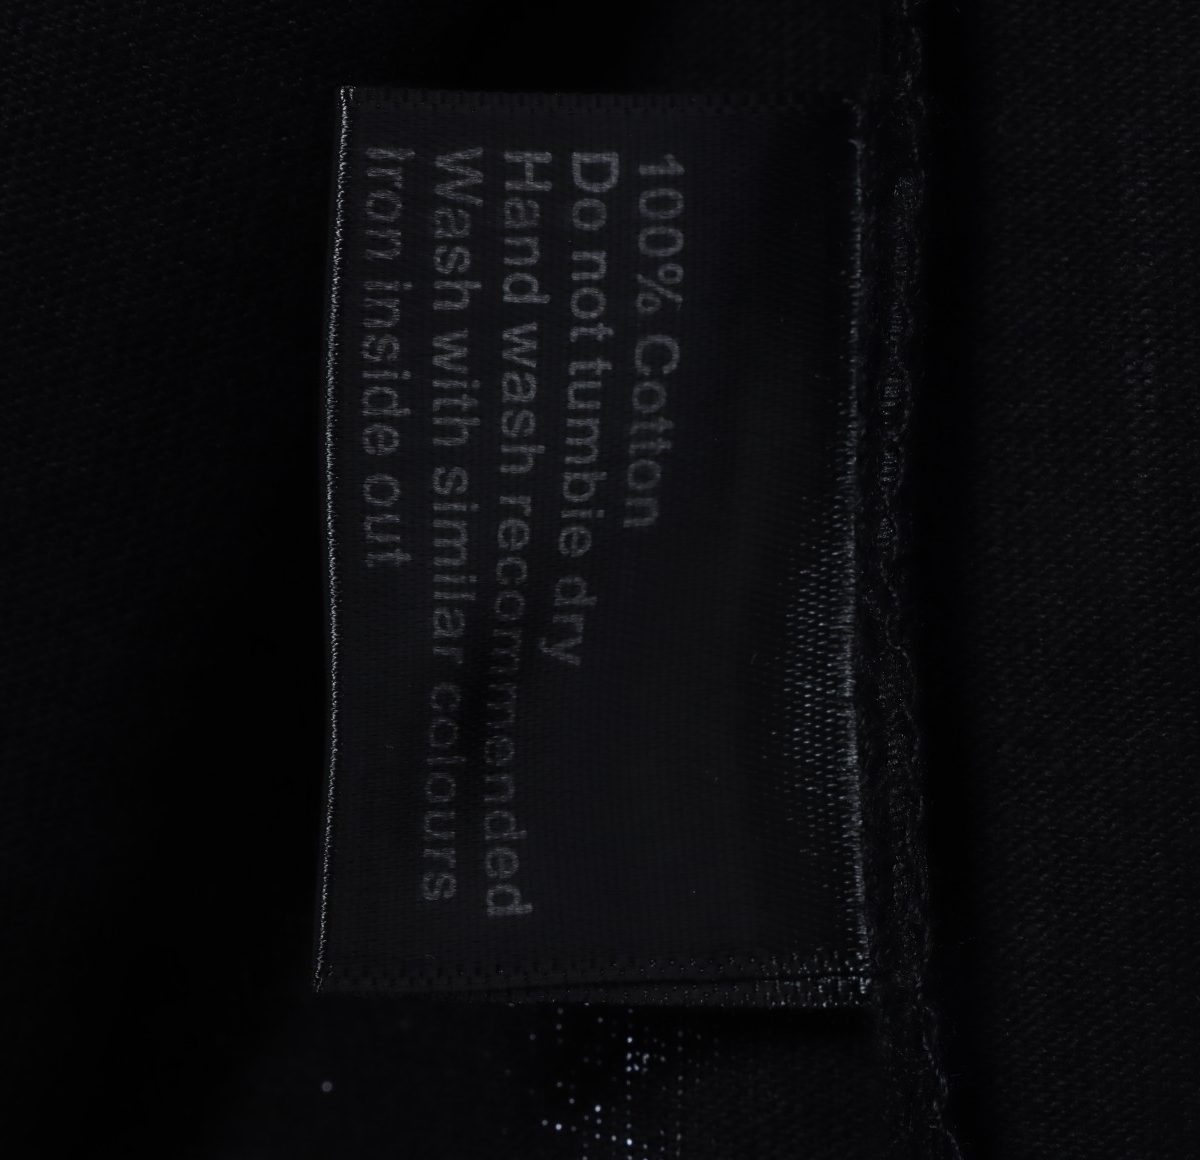 100% Cotton
Do not tumble dry
Hand wash recommended
Wash with similar colours
Iron inside out